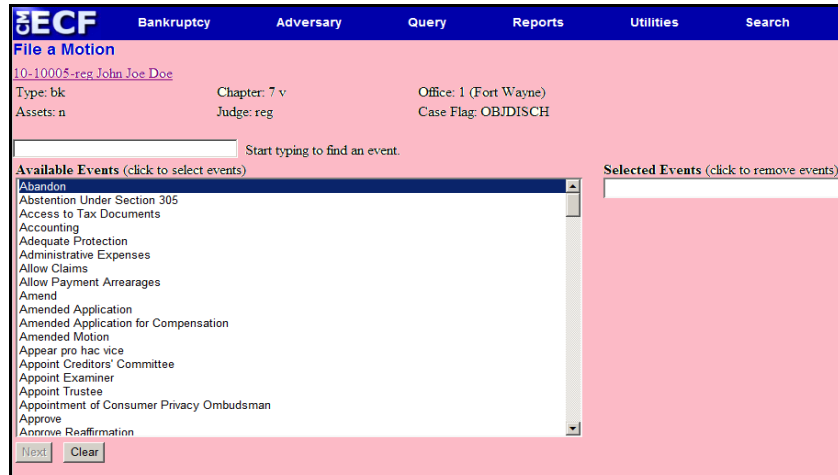 CM ECF Bankruptcy Adversary Query Reports Utilities Search
File a Motion
10-10005-reg John Joe Doe
Type: bk Chapter: 7 v Office: 1 (Fort Wayne)
Assets: n Judge: reg Case Flag: OBJDISCH
Start typing to find an event.
Available Events (click to select events) Selected Events (click to remove events)
Abandon
Abstention Under Section 305
Access to Tax Documents
Accounting
Adequate Protection
Administrative Expenses
Allow Claims
Allow Payment Arrearages
Amend
Amended Application
Amended Application for Compensation
Amended Motion
Appear pro hac vice
Appoint Creditors' Committee
Appoint Examiner
Appoint Trustee
Appointment of Consumer Privacy Ombudsman
Approve
Approve Reaffirmation
Next Clear